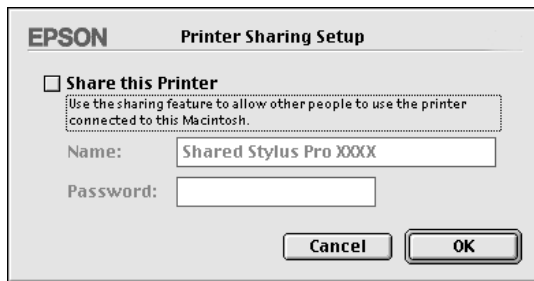 EPSON Printer Sharing Setup
Share this Printer
Use the sharing feature to allow other people to use the printer
connected to this Macintosh.
Name: Shared Stylus Pro XXXX
Password:
Cancel OK